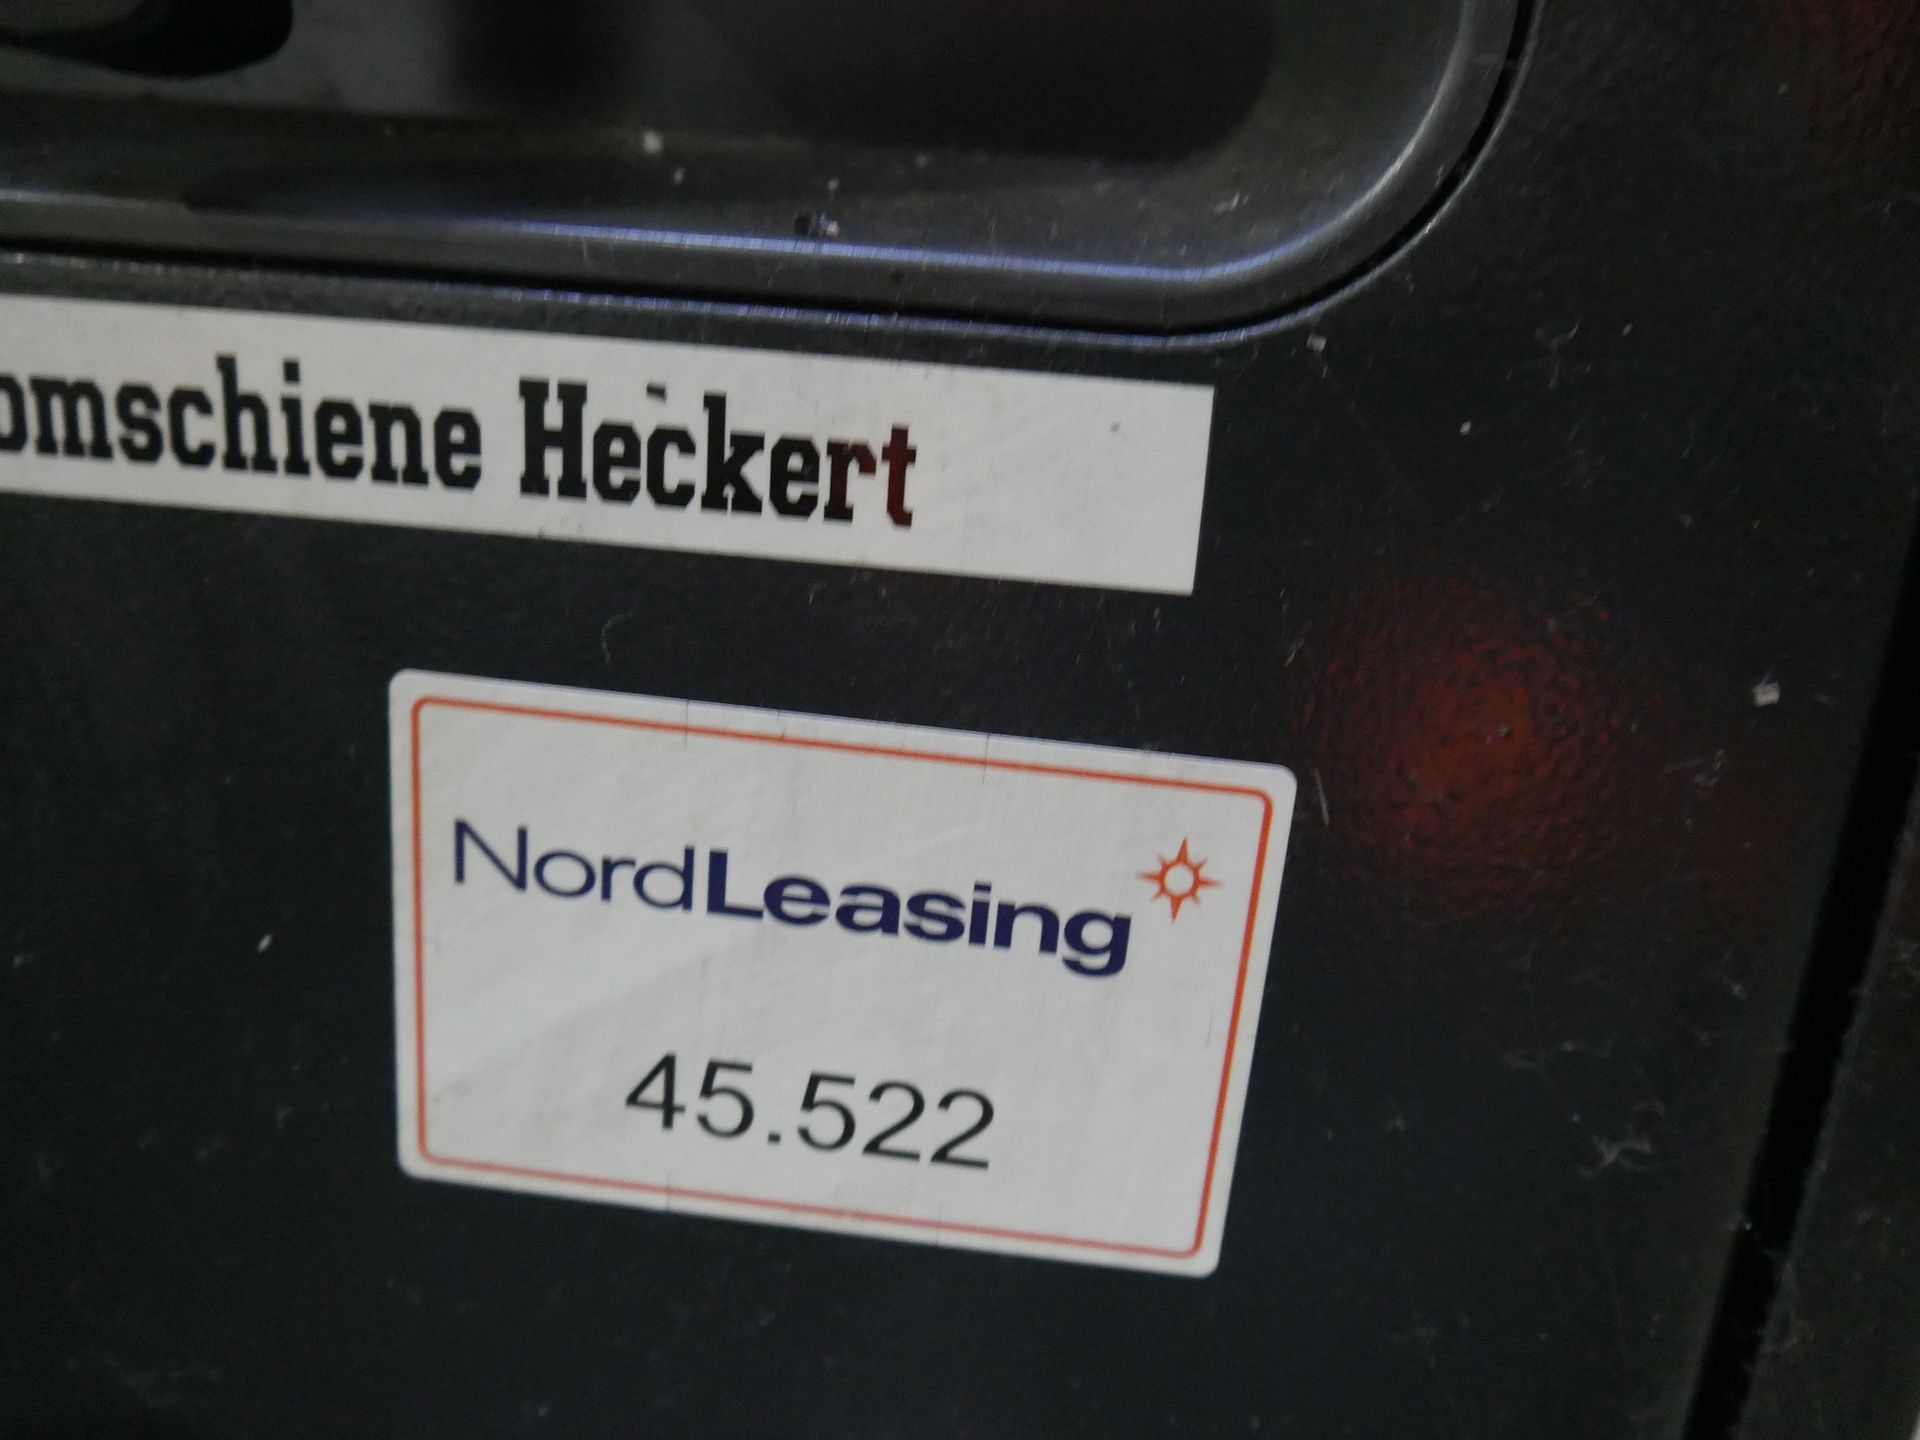 omschiene Heckert
NordLeasing
45.522